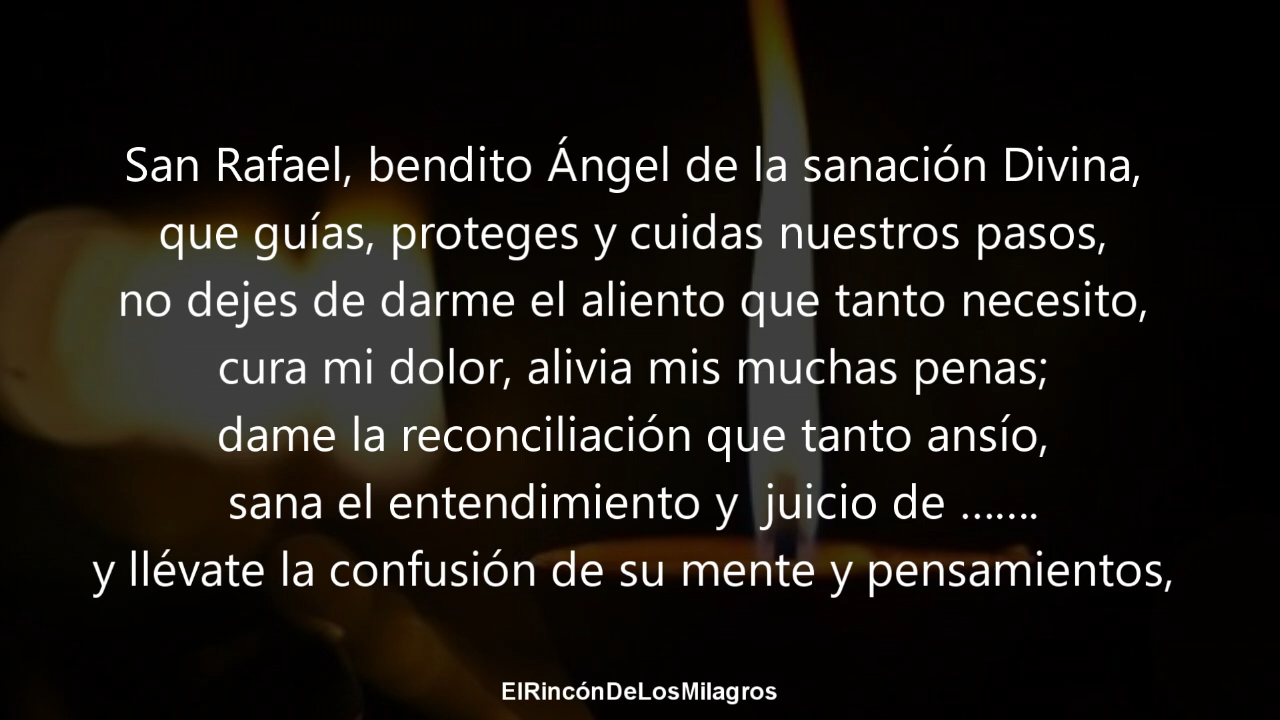 San Rafael, bendito Ángel de la sanación Divina,
que guías, proteges y cuidas nuestros pasos,
no dejes de darme el aliento que tanto necesito,
cura mi dolor, alivia mis muchas penas;
dame la reconciliación que tanto ansío,
sana el entendimiento y  juicio de …….
y llévate la confusión de su mente y pensamientos,
ElRincónDeLosMilagros